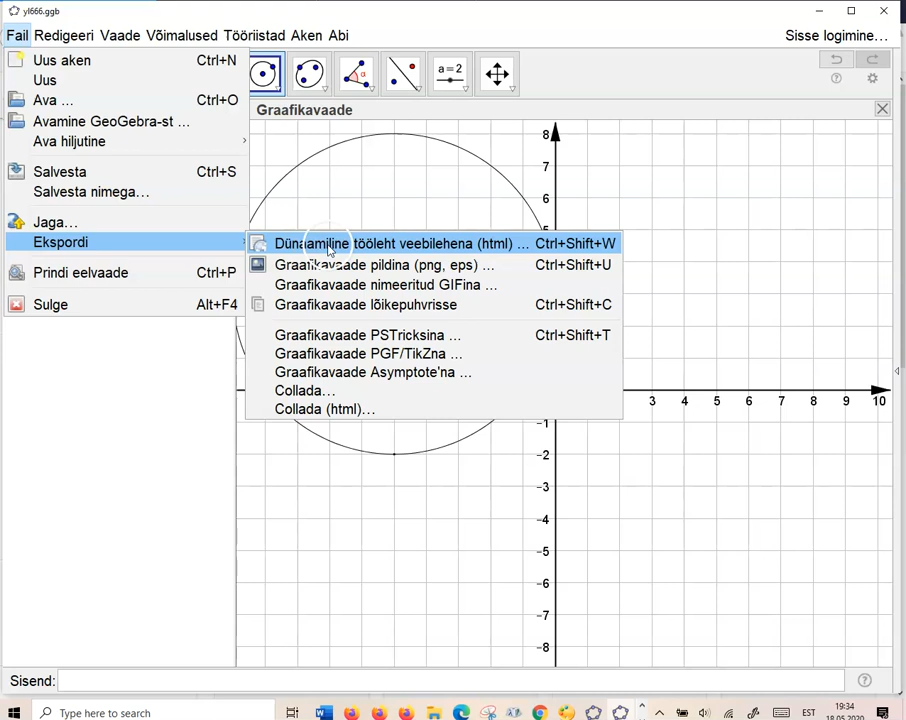 yl666.ggb
Fail Redigeeri Vaade Võimalused Tööriistad Aken Abi Sisse logimine...
Uus aken Ctrl+N
Uus
Ava ... Ctrl+O
Avamine GeoGebra-st ...
Ava hiljutine
Salvesta Ctrl+S
Salvesta nimega...
Jaga...
Ekspordi
Prindi eelvaade Ctrl+P
Sulge Alt+F4
α
a=2
Graafikavaade
Dünaamiline tööleht veebilehena (html) ... Ctrl+Shift+W
Graafikavaade pildina (png, eps) ... Ctrl+Shift+U
Graafikavaade nimeeritud GIFina ...
Graafikavaade lõikepuhvrisse Ctrl+Shift+C
Graafikavaade PSTricksina ... Ctrl+Shift+T
Graafikavaade PGF/TikZna ...
Graafikavaade Asymptote'na ...
Collada...
Collada (html)...
8
7
6
3 4 5 6 7 8 9 10
-1
-2
-3
-4
-5
-6
-7
-8
Sisend:
Type here to search
EST
19:34
18.05.2020